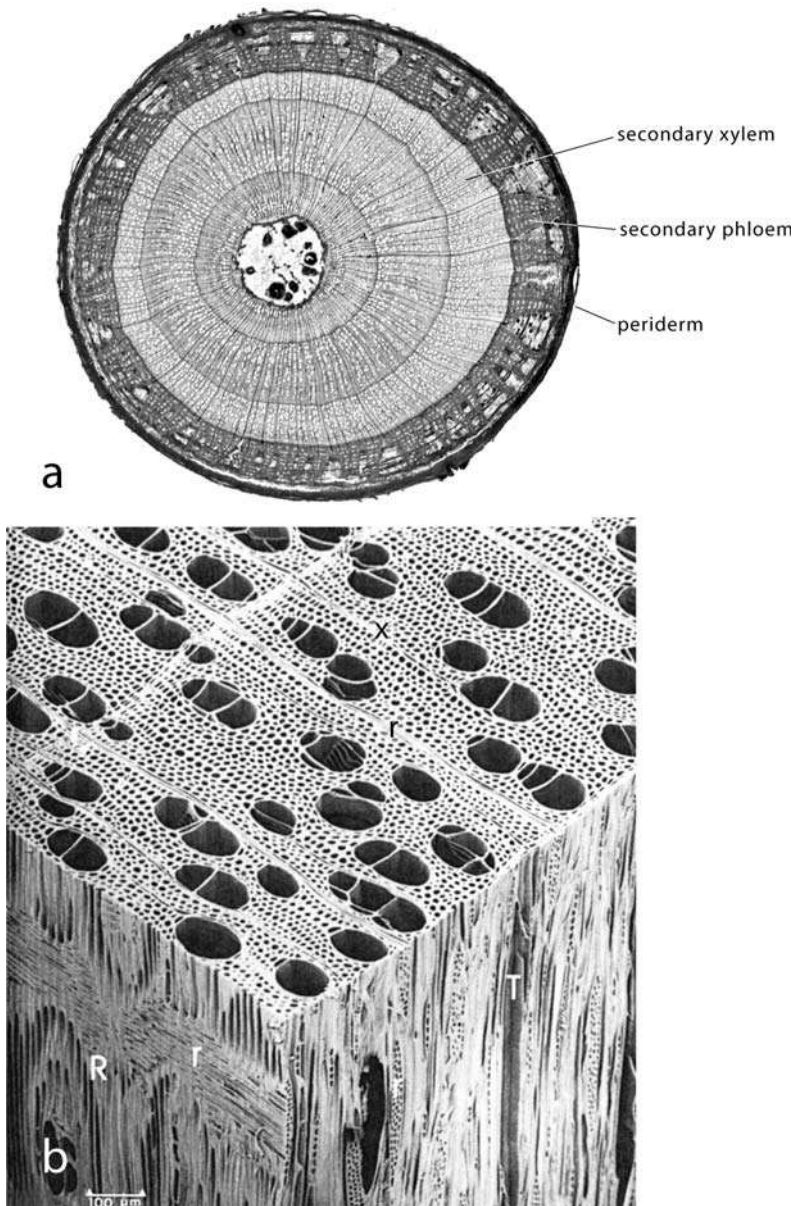 secondary xylem
secondary phloem
periderm
a
x
r
T
R r
b
100 µm